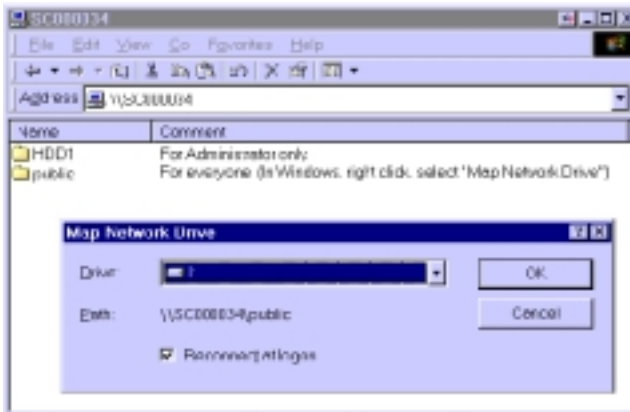 SC000034
File Edit View Go Favorites Help
Address \\SC000034
Name Comment
HDD1 For Administrator only
public For everyone (In Windows, right click, select "Map Network Drive")
Map Network Drive
Drive:
OK
Path: \\SC000034\public
Cancel
Reconnect at logon